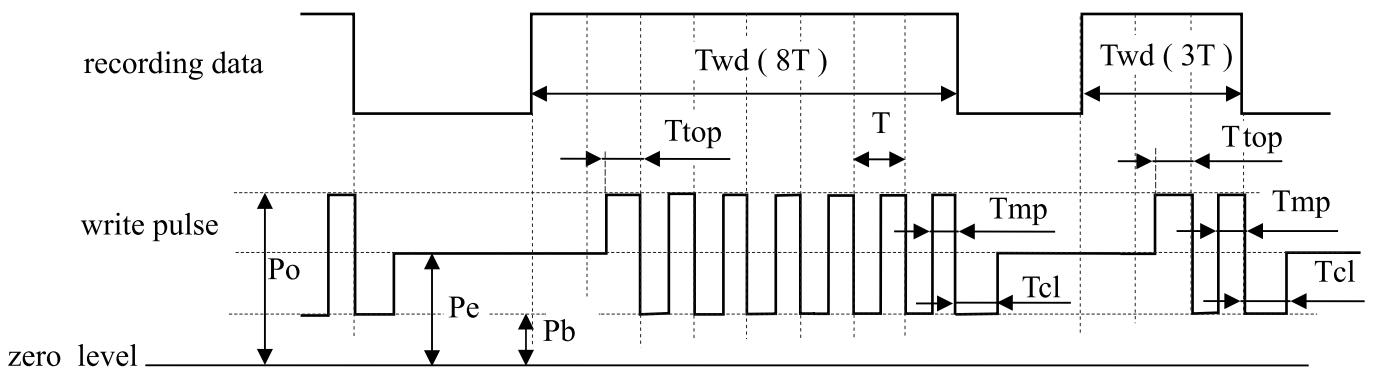 recording data
Twd ( 8T )
Twd ( 3T )
Ttop
T
T top
write pulse
Tmp
Tmp
Po
Pe
Pb
Tcl
Tcl
zero level